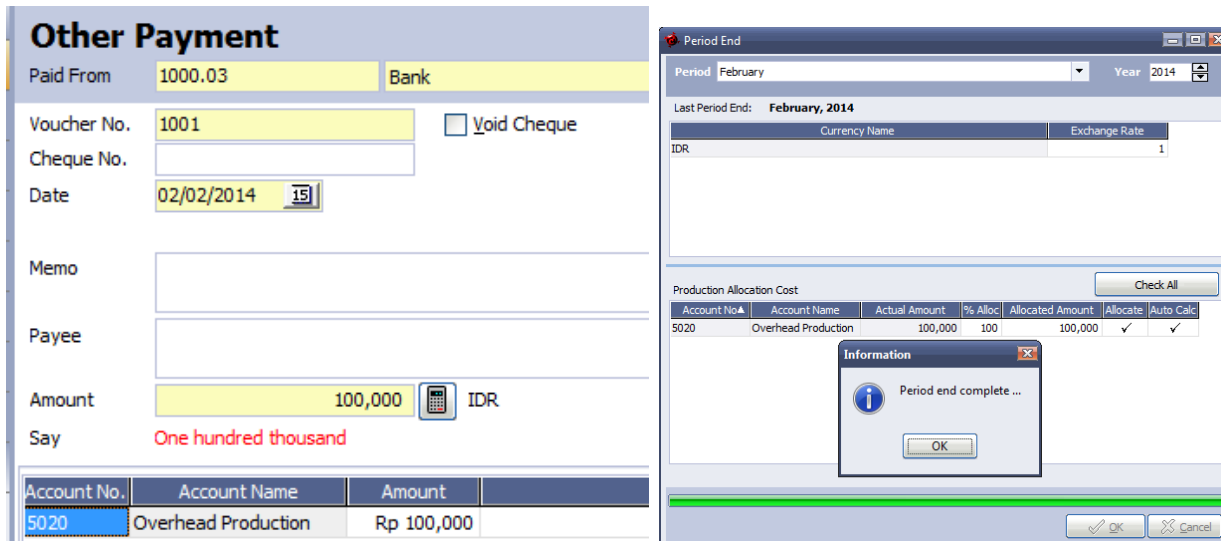 Other Payment
Paid From 1000.03 Bank
Voucher No. 1001 Void Cheque
Cheque No.
Date 02/02/2014 15
Memo
Payee
Amount 100,000 IDR
Say One hundred thousand
Account No. Account Name Amount
5020 Overhead Production Rp 100,000
Period End
Period February Year 2014
Last Period End: February, 2014
Currency Name Exchange Rate
IDR 1
Check All
Production Allocation Cost
Account No Account Name Actual Amount % Alloc Allocated Amount Allocate Auto Calc
5020 Overhead Production 100,000 100 100,000 ✓ ✓
Information
Period end complete ...
OK
OK Cancel